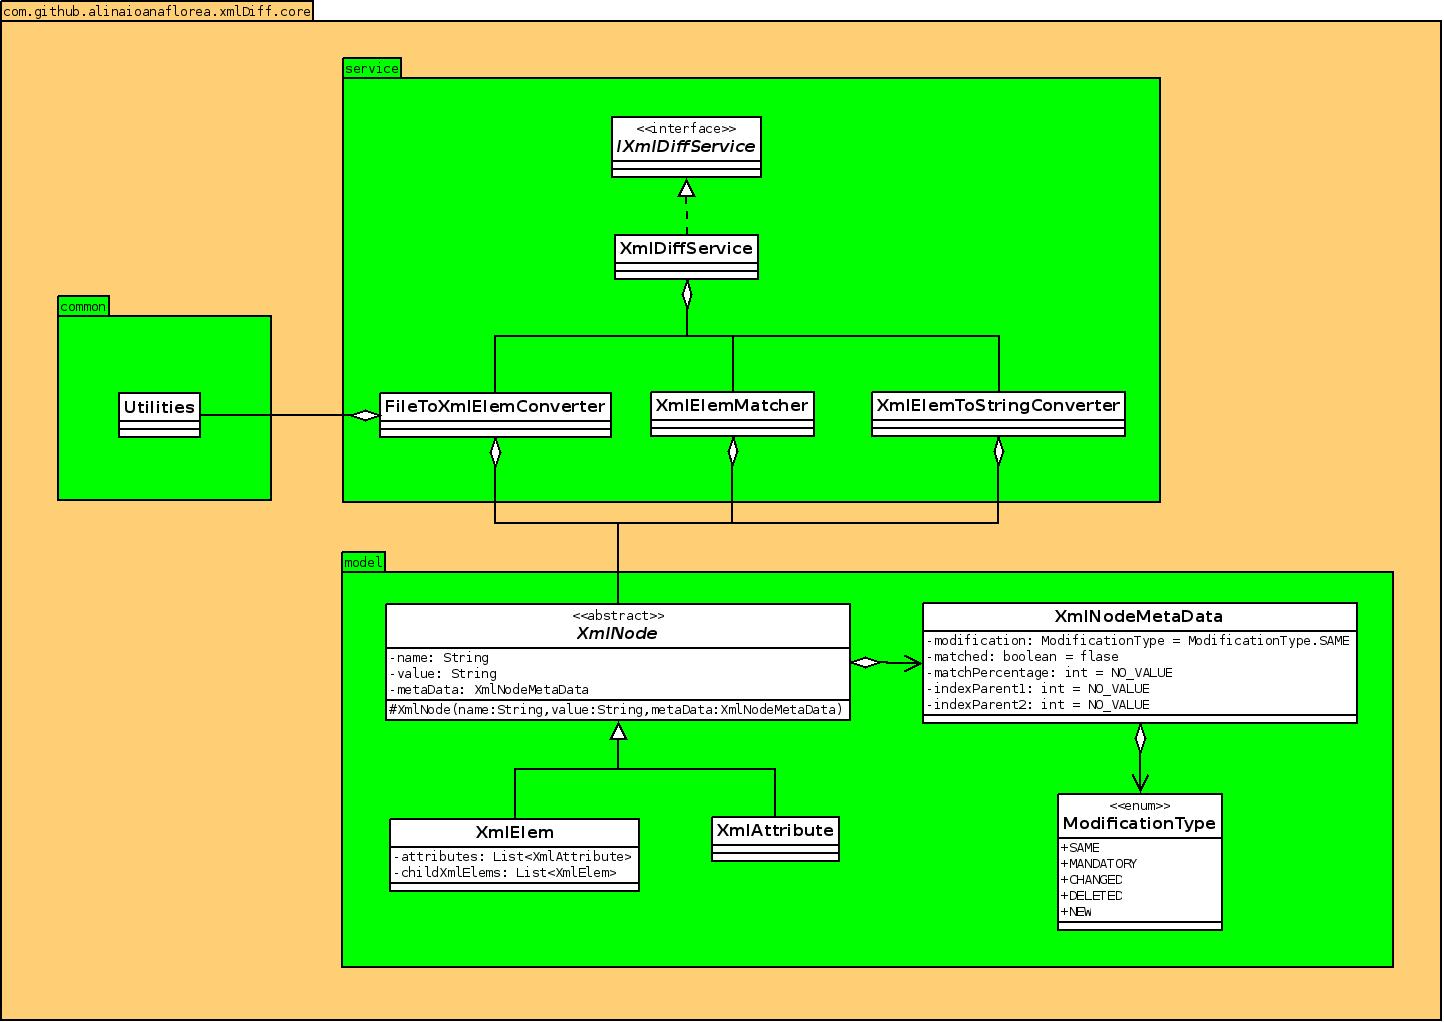 com.github.alinaioanaflorea.xmlDiff.core
service
<<interface>>
IXmlDiffService
XmlDiffService
common
Utilities
FileToXmlElemConverter
XmlElemMatcher
XmlElemToStringConverter
model
<<abstract>>
XmlNode
-name: String
-value: String
-metaData: XmlNodeMetaData
#XmlNode(name:String,value:String,metaData:XmlNodeMetaData)
XmlNodeMetaData
-modification: ModificationType = ModificationType.SAME
-matched: boolean = flase
-matchPercentage: int = NO_VALUE
-indexParent1: int = NO_VALUE
-indexParent2: int = NO_VALUE
XmlElem
-attributes: List<XmlAttribute>
-childXmlElems: List<XmlElem>
XmlAttribute
<<enum>>
ModificationType
+SAME
+MANDATORY
+CHANGED
+DELETED
+NEW